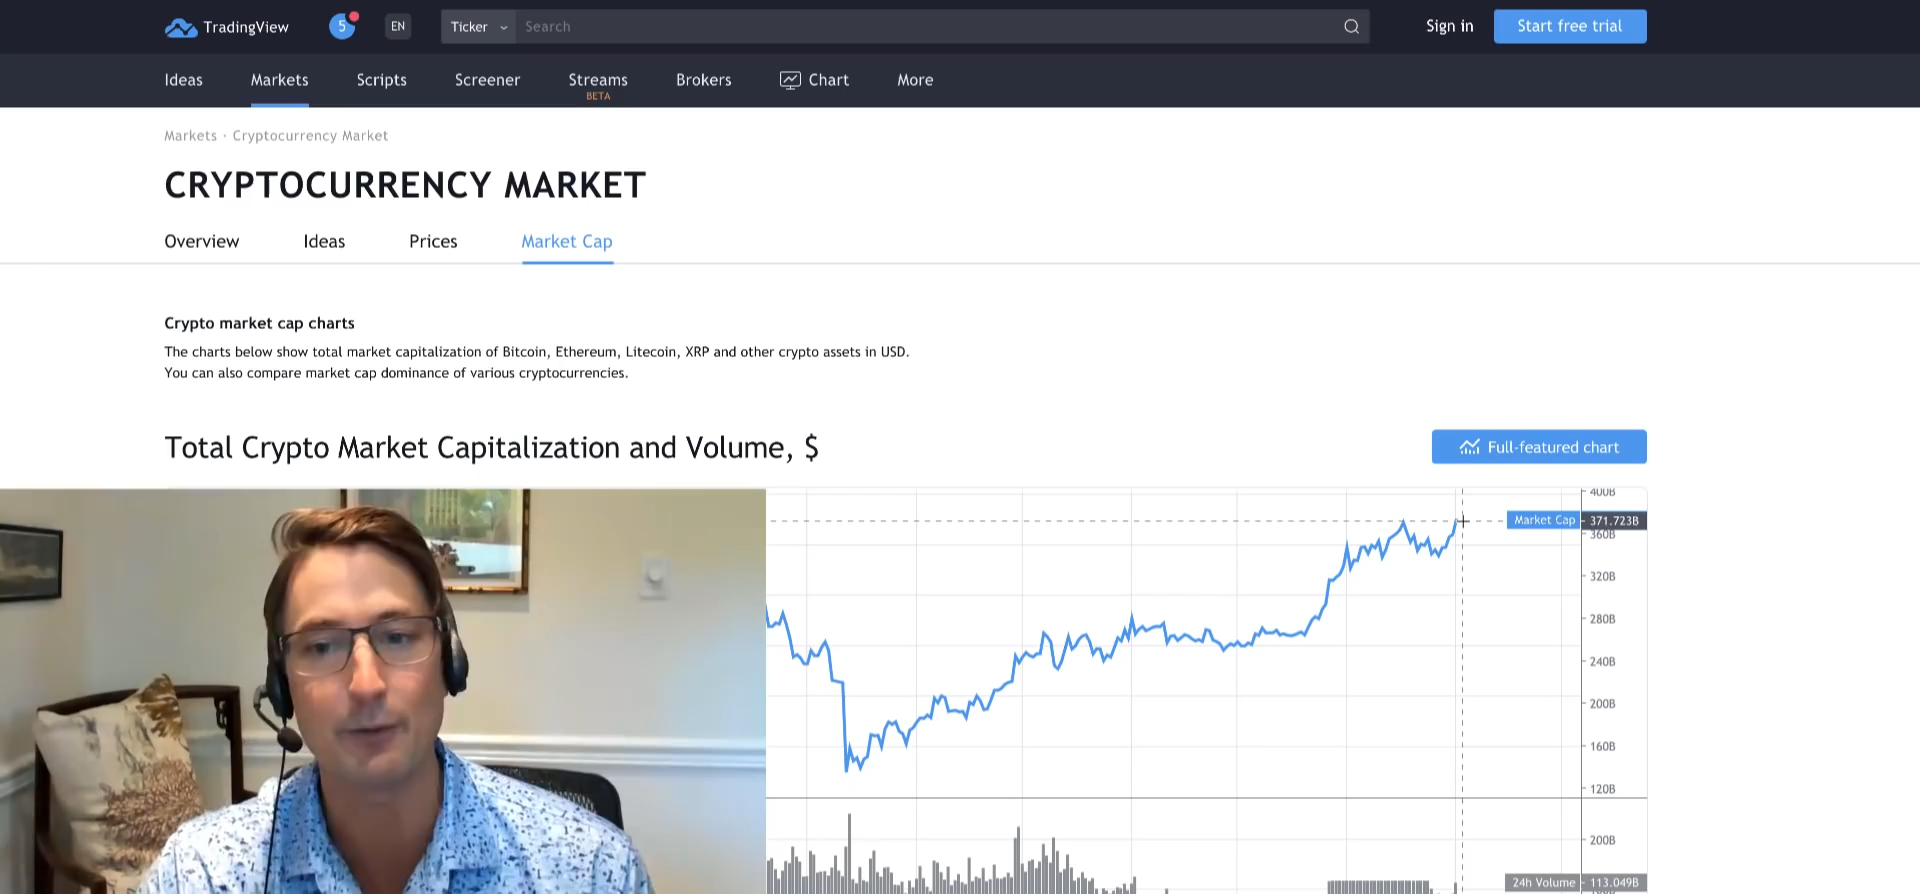 TradingView
5
EN
Ticker
Search
Sign in
Start free trial
Ideas
Markets
Scripts
Screener
Streams
BETA
Brokers
Chart
More
Markets · Cryptocurrency Market
CRYPTOCURRENCY MARKET
Overview
Ideas
Prices
Market Cap
Crypto market cap charts
The charts below show total market capitalization of Bitcoin, Ethereum, Litecoin, XRP and other crypto assets in USD.
You can also compare market cap dominance of various cryptocurrencies.
Total Crypto Market Capitalization and Volume, $
Full-featured chart
400B
Market Cap
371.723B
360B
320B
280B
240B
200B
160B
120B
200B
24h Volume
113.049B